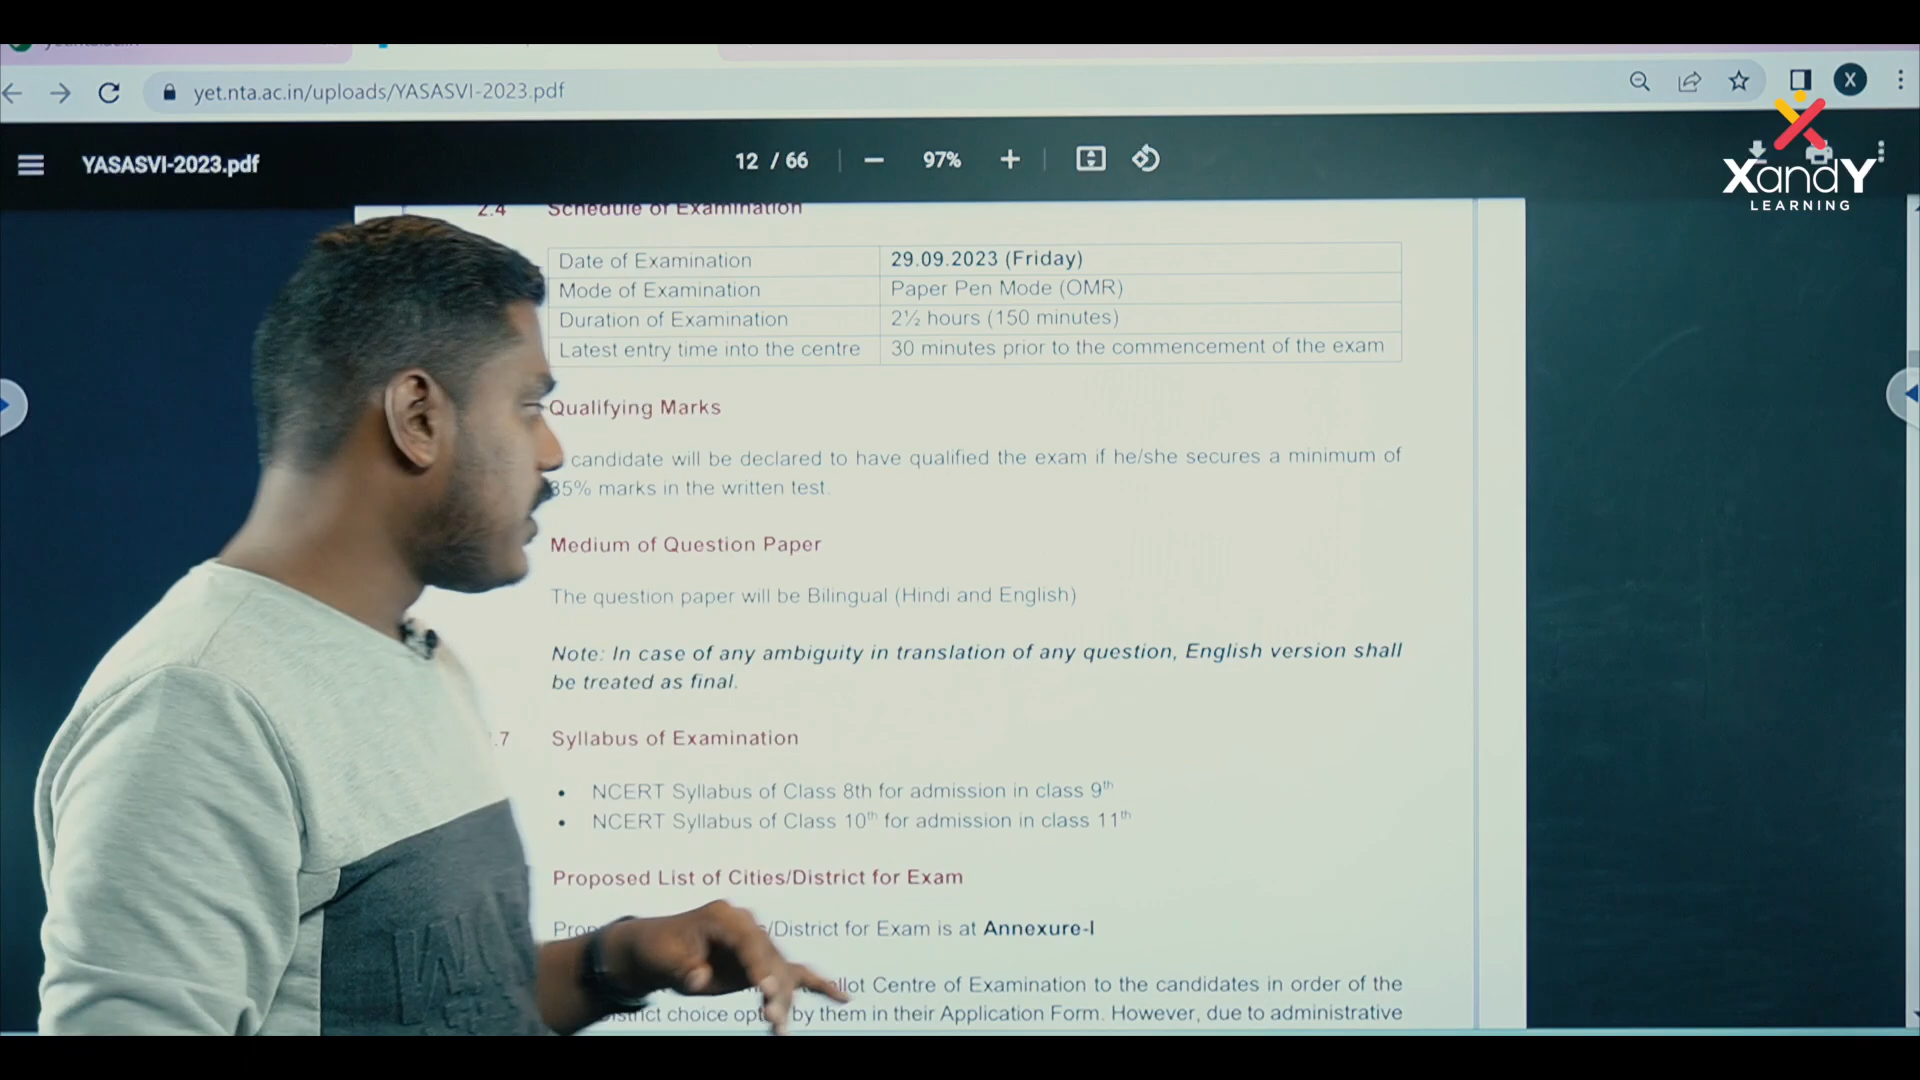 yet.nta.ac.in/uploads/YASASVI-2023.pdf
X
YASASVI-2023.pdf
12 / 66
97%
XandY
LEARNING
2.4 Schedule of Examination
Date of Examination 29.09.2023 (Friday)
Mode of Examination Paper Pen Mode (OMR)
Duration of Examination 2½ hours (150 minutes)
Latest entry time into the centre 30 minutes prior to the commencement of the exam
Qualifying Marks
candidate will be declared to have qualified the exam if he/she secures a minimum of
35% marks in the written test.
Medium of Question Paper
The question paper will be Bilingual (Hindi and English)
Note: In case of any ambiguity in translation of any question, English version shall
be treated as final.
.7 Syllabus of Examination
• NCERT Syllabus of Class 8th for admission in class 9th
• NCERT Syllabus of Class 10th for admission in class 11th
Proposed List of Cities/District for Exam
/District for Exam is at Annexure-I
Centre of Examination to the candidates in order of the
choice by them in their Application Form. However, due to administrative